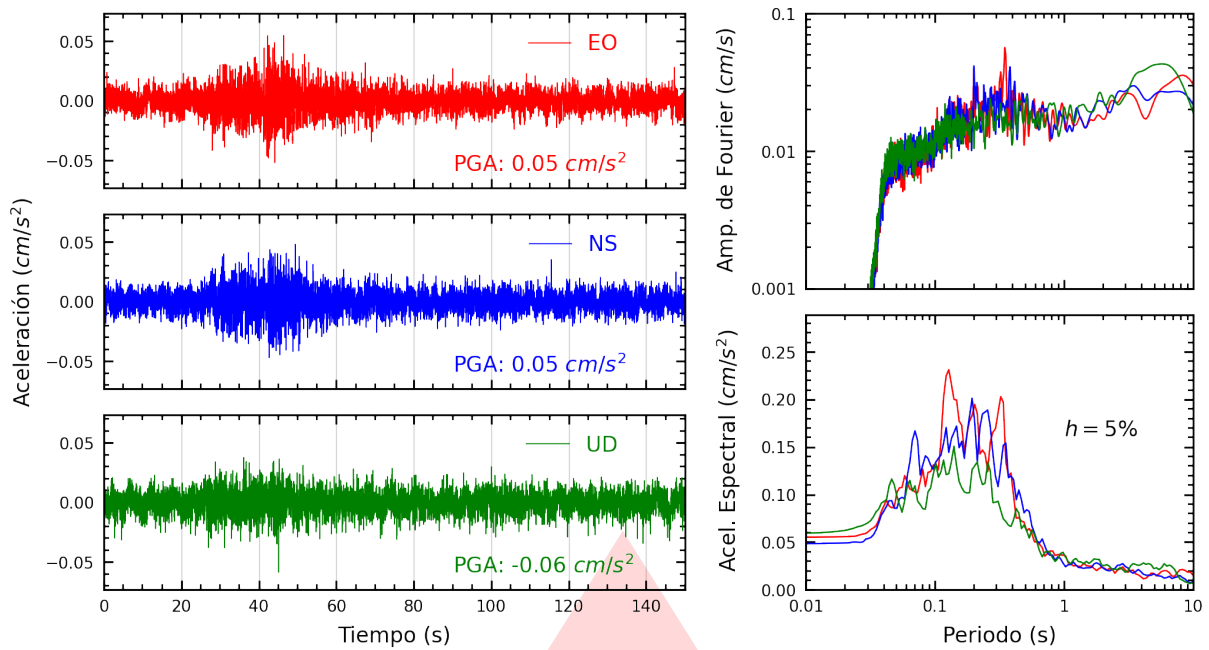 Aceleración (cm/s²)
0.05
0.00
−0.05
EO
PGA: 0.05 cm/s²
0.05
0.00
−0.05
NS
PGA: 0.05 cm/s²
0.05
0.00
−0.05
UD
PGA: -0.06 cm/s²
0 20 40 60 80 100 120 140
Tiempo (s)
Amp. de Fourier (cm/s)
0.1
0.01
0.001
Acel. Espectral (cm/s²)
0.25
0.20
0.15
0.10
0.05
0.00
h = 5%
0.01 0.1 1 10
Periodo (s)